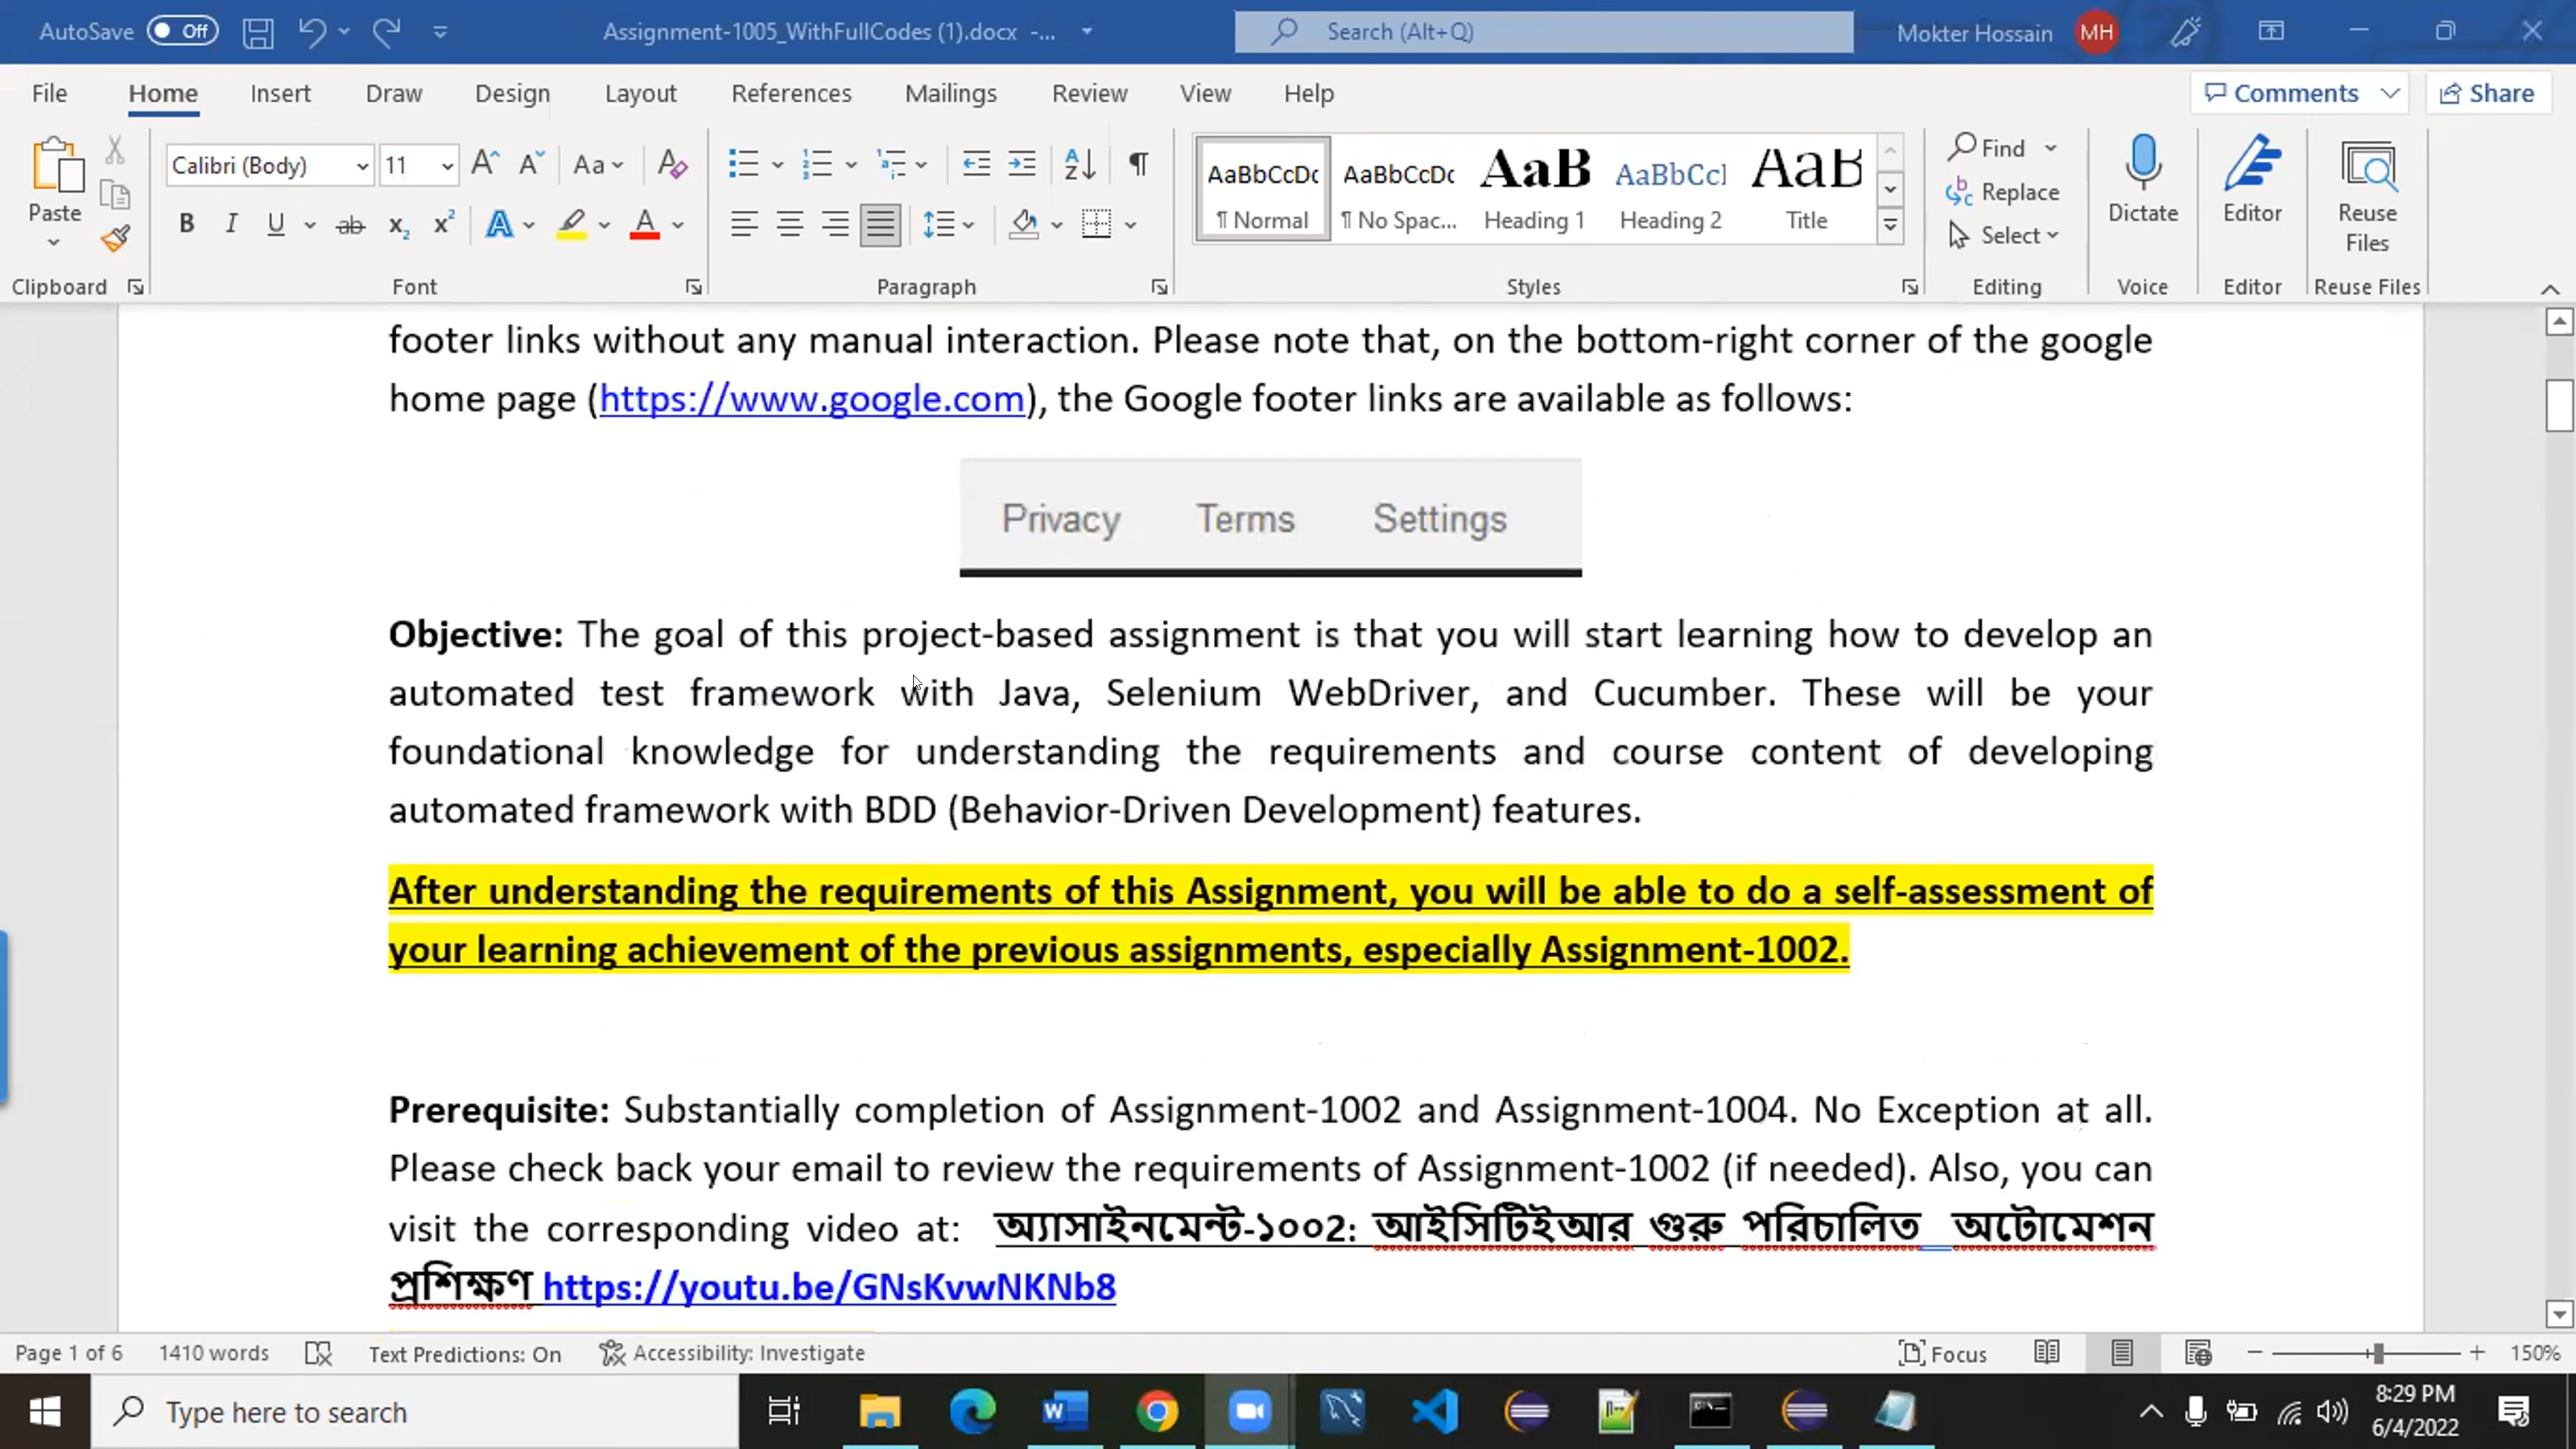 AutoSave Off Assignment-1005_WithFullCodes (1).docx -... Search (Alt+Q) Mokter Hossain MH
File Home Insert Draw Design Layout References Mailings Review View Help Comments Share
Paste Calibri (Body) 11 Aa AaBbCcDc AaBbCcDc AaB AaBbCcl AaB Find Replace Select Dictate Editor Reuse Files
¶ Normal ¶ No Spac... Heading 1 Heading 2 Title
Clipboard Font Paragraph Styles Editing Voice Editor Reuse Files
footer links without any manual interaction. Please note that, on the bottom-right corner of the google
home page (https://www.google.com), the Google footer links are available as follows:
Privacy Terms Settings
Objective: The goal of this project-based assignment is that you will start learning how to develop an
automated test framework with Java, Selenium WebDriver, and Cucumber. These will be your
foundational knowledge for understanding the requirements and course content of developing
automated framework with BDD (Behavior-Driven Development) features.
After understanding the requirements of this Assignment, you will be able to do a self-assessment of
your learning achievement of the previous assignments, especially Assignment-1002.
Prerequisite: Substantially completion of Assignment-1002 and Assignment-1004. No Exception at all.
Please check back your email to review the requirements of Assignment-1002 (if needed). Also, you can
visit the corresponding video at: অ্যাসাইনমেন্ট-১০০2: আইসিটিইআর গুরু পরিচালিত অটোমেশন
প্রশিক্ষণ https://youtu.be/GNsKvwNKNb8
Page 1 of 6 1410 words Text Predictions: On Accessibility: Investigate Focus 150%
Type here to search 8:29 PM
6/4/2022